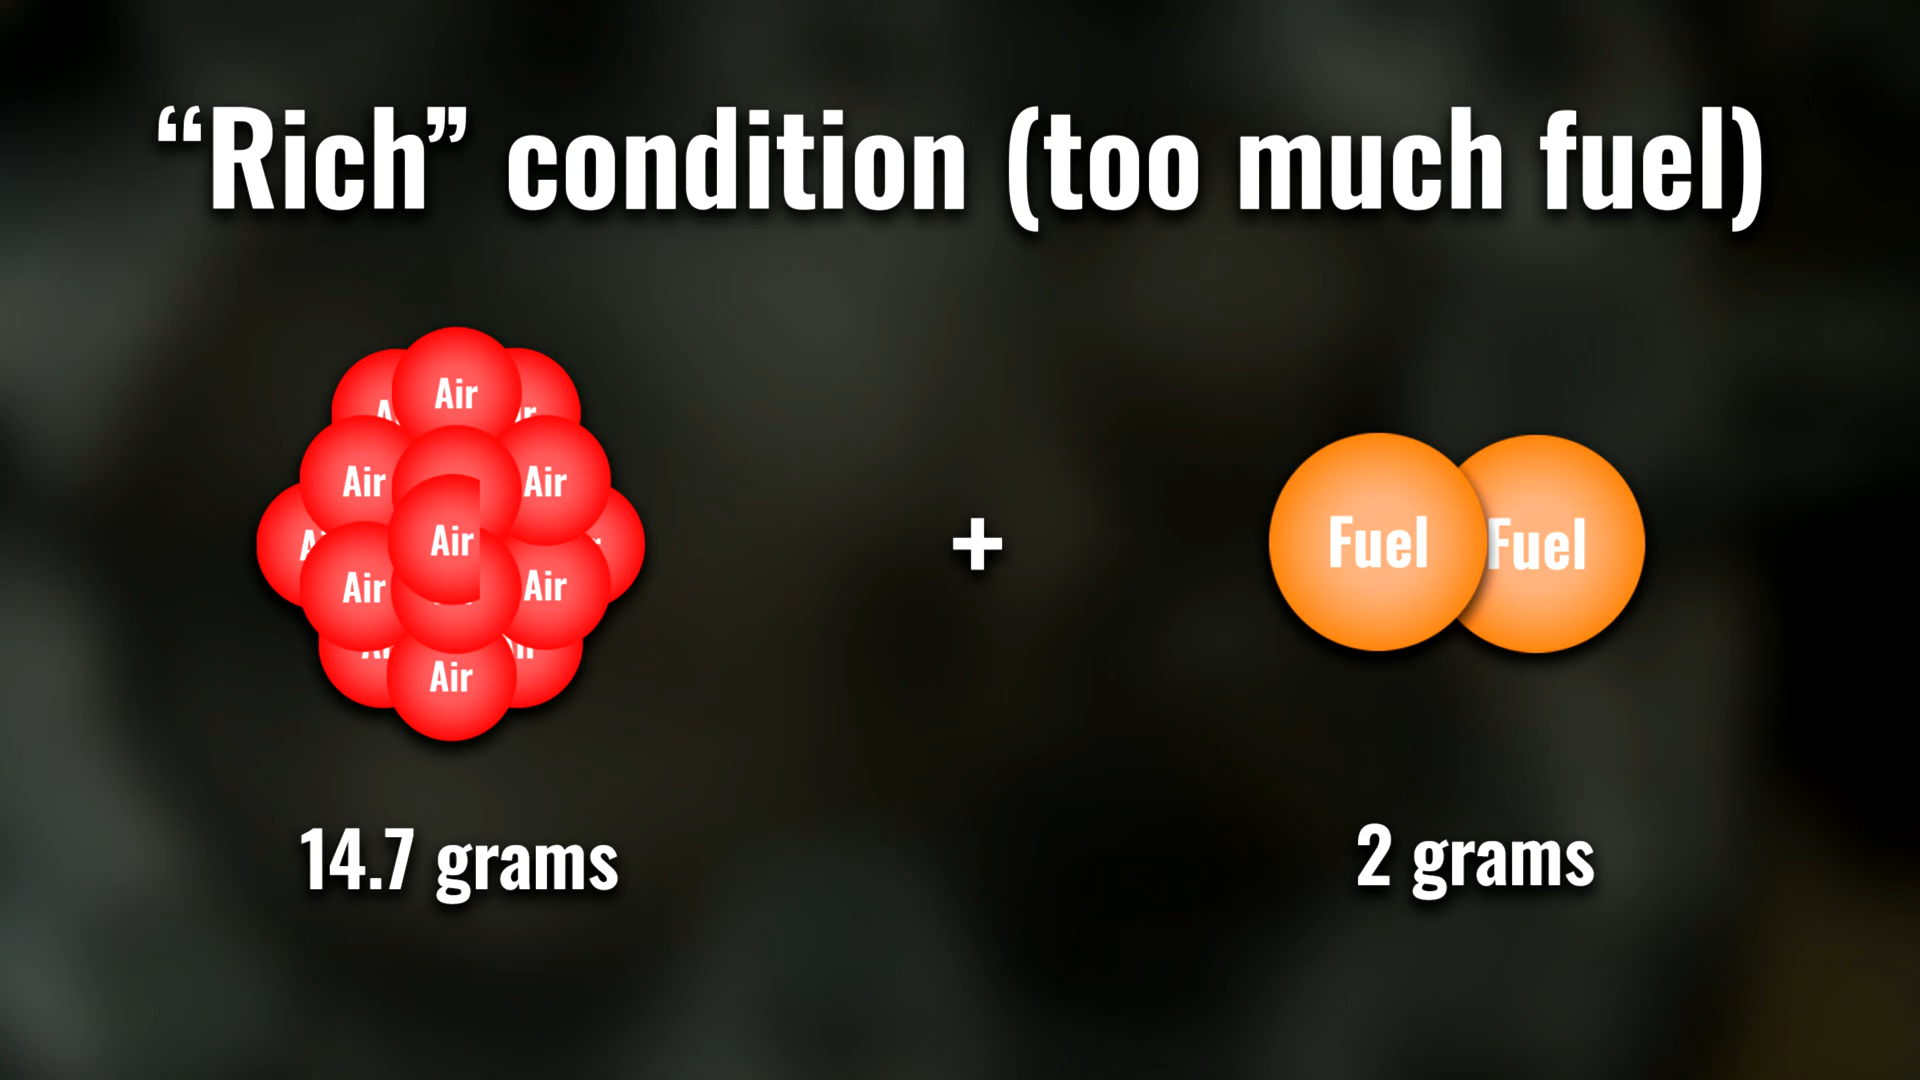 “Rich” condition (too much fuel)
Air
Air
Air
Air
Air
Air
Air
+
Fuel
Fuel
14.7 grams
2 grams